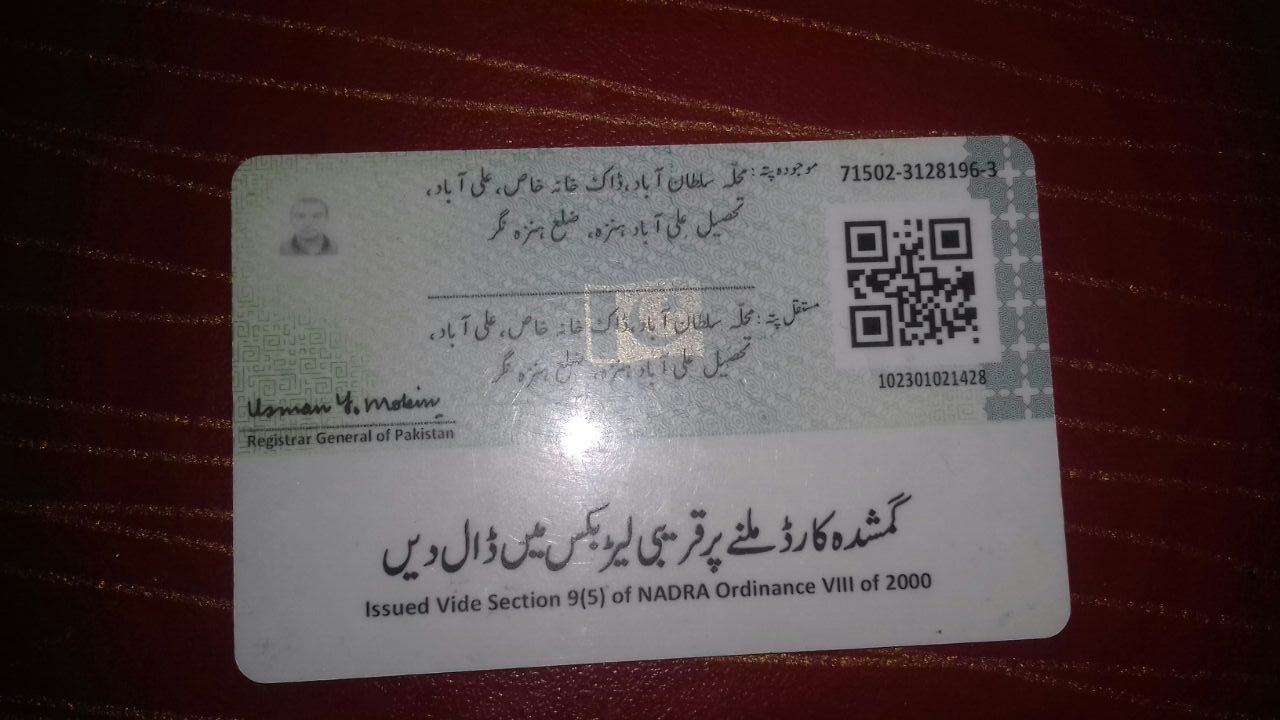 71502-3128196-3
موجودہ پتہ: محلہ سلطان آباد، ڈاک خانہ خاص، علی آباد،
تحصیل علی آباد ہنزہ، ضلع ہنزہ نگر
مستقل پتہ: محلہ سلطان آباد، ڈاک خانہ خاص، علی آباد،
تحصیل علی آباد ہنزہ، ضلع ہنزہ نگر
102301021428
Usman Y. Mobin
Registrar General of Pakistan
گمشدہ کارڈ ملنے پر قریبی لیٹر بکس میں ڈال دیں
Issued Vide Section 9(5) of NADRA Ordinance VIII of 2000